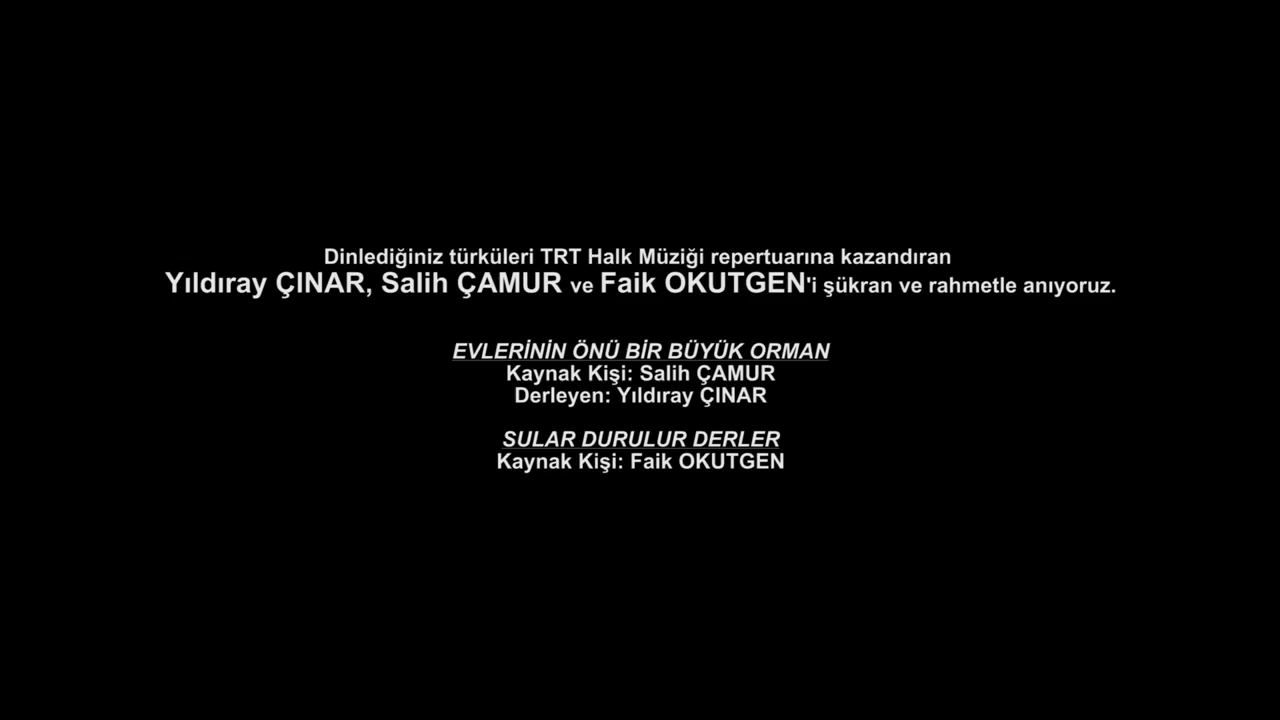 Dinlediğiniz türküleri TRT Halk Müziği repertuarına kazandıran
Yıldıray ÇINAR, Salih ÇAMUR ve Faik OKUTGEN'i şükran ve rahmetle anıyoruz.
EVLERİNİN ÖNÜ BİR BÜYÜK ORMAN
Kaynak Kişi: Salih ÇAMUR
Derleyen: Yıldıray ÇINAR
SULAR DURULUR DERLER
Kaynak Kişi: Faik OKUTGEN